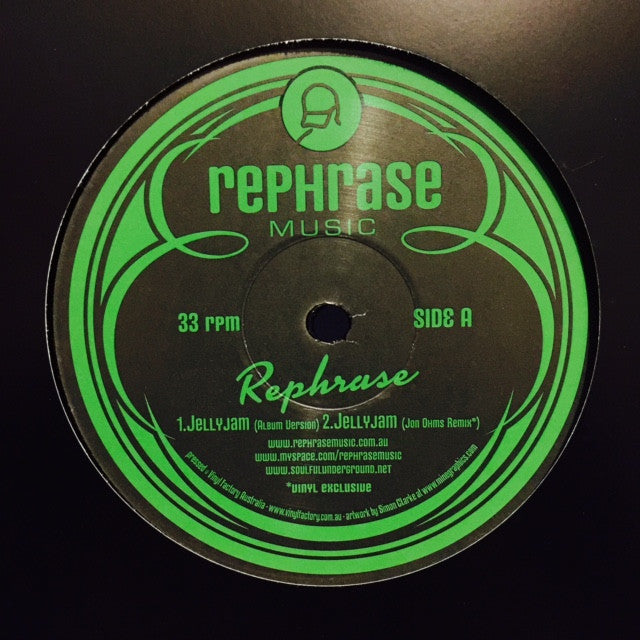 rephrase
MUSIC
33 rpm
SIDE A
Rephrase
1.Jellyjam (Album Version) 2.Jellyjam (Jon Ohms Remix*)
www.rephrasemusic.com.au
www.myspace.com/rephrasemusic
www.soulfulunderground.net
*vinyl exclusive
pressed : Vinyl Factory Australia - www.vinylfactory.com.au - artwork by Simon Clarke at www.mmngraphics.com